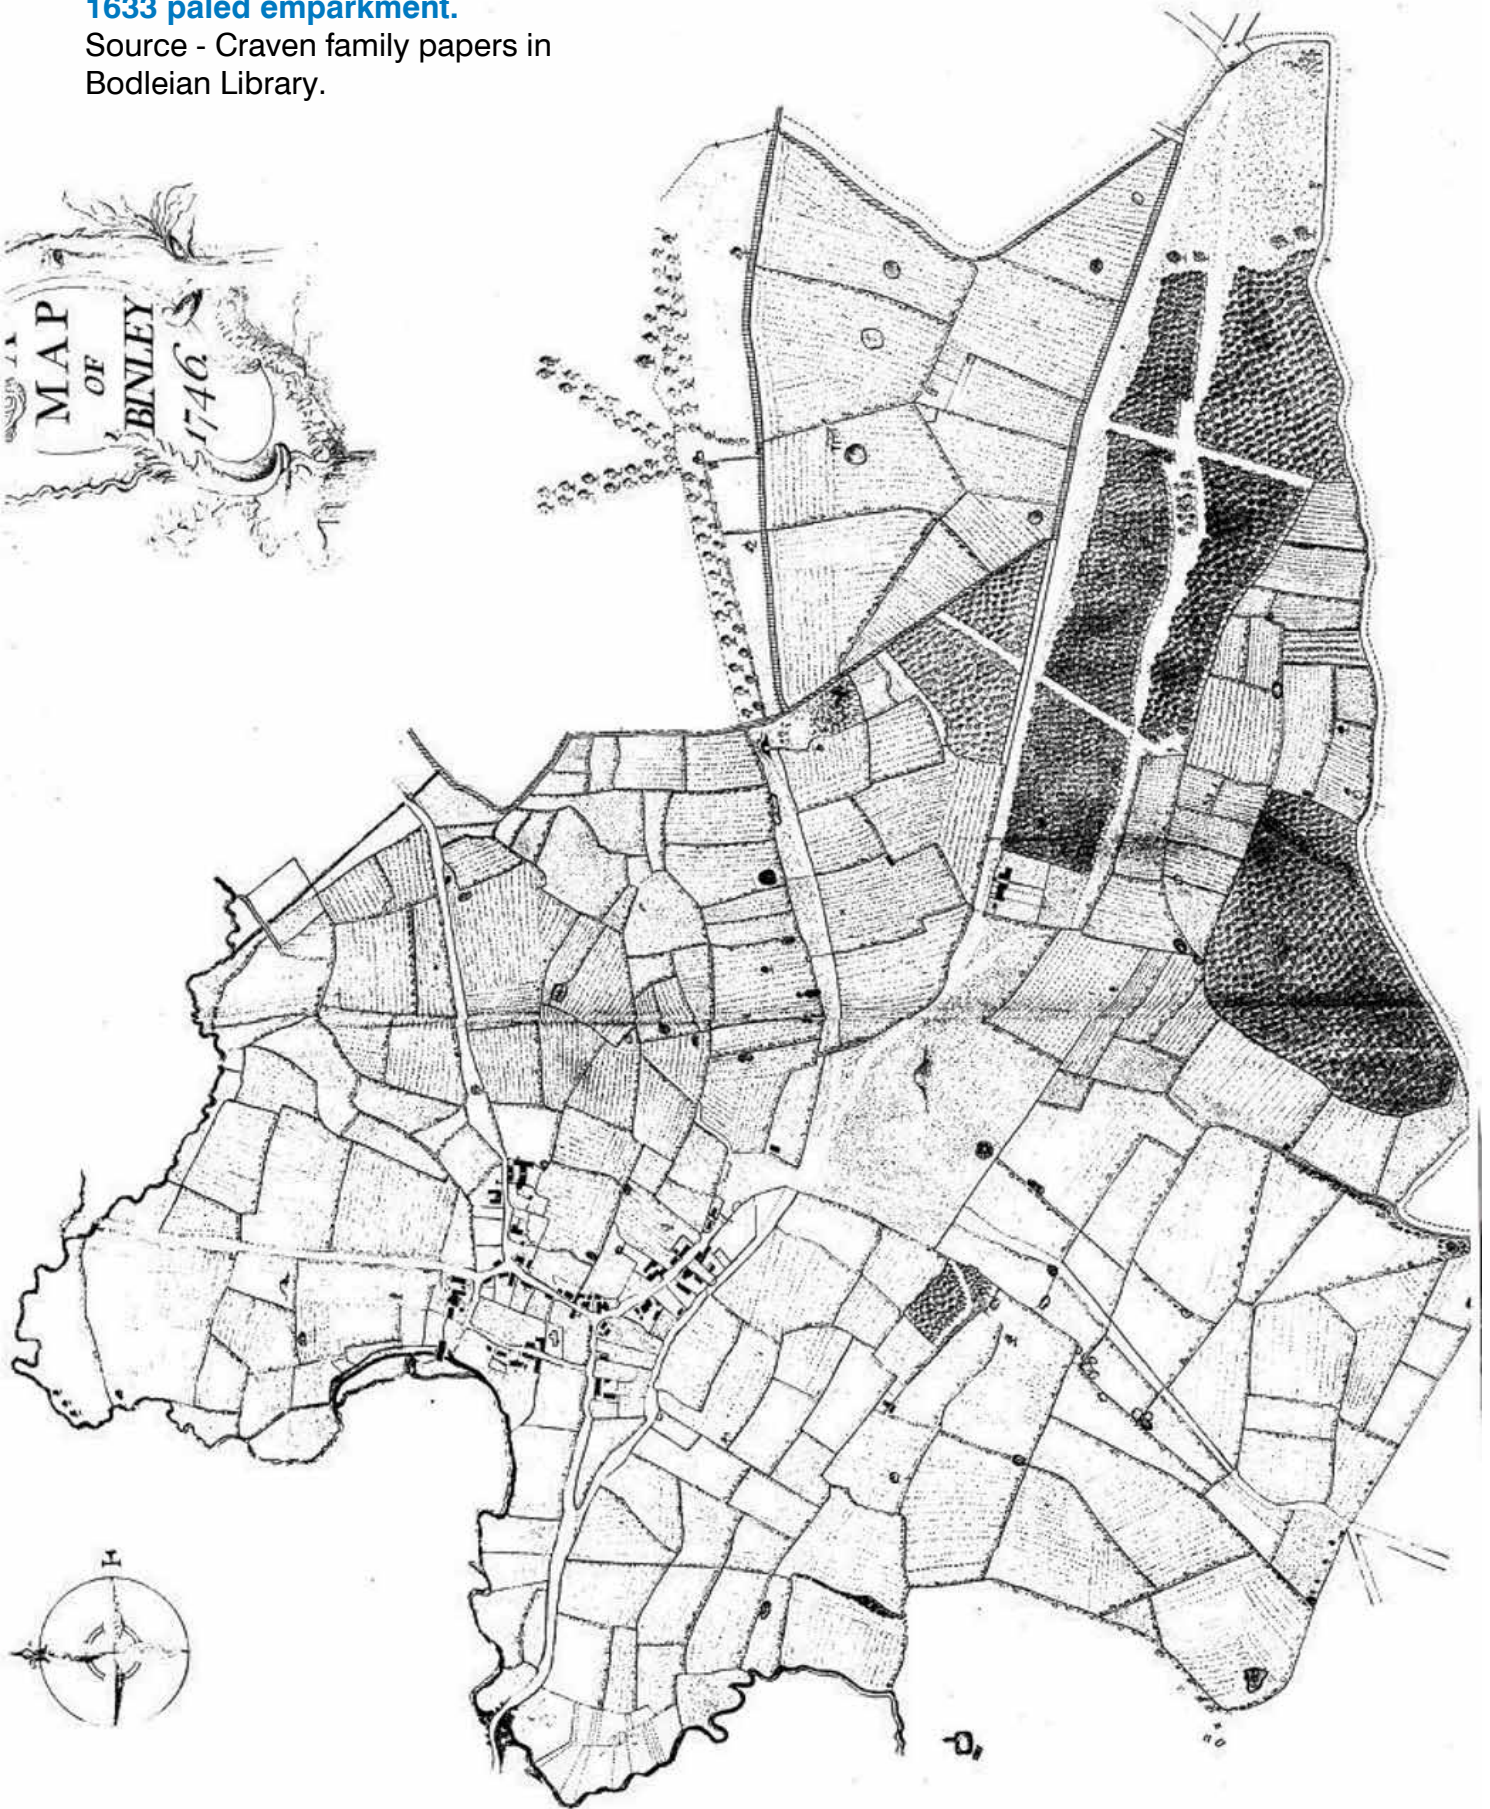 1633 paled emparkment.
Source - Craven family papers in
Bodleian Library.
A
MAP
OF
BINLEY
1746.